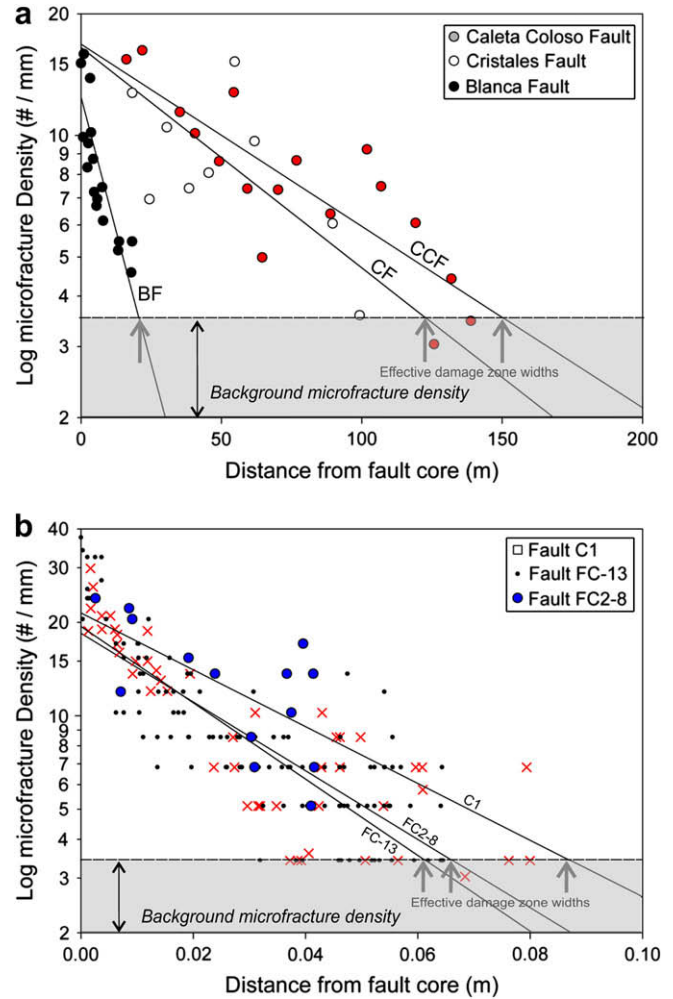 a
20
10
9
8
7
6
5
4
3
2
Log microfracture Density (# / mm)
Caleta Coloso Fault
Cristales Fault
Blanca Fault
BF
CF
CCF
Effective damage zone widths
Background microfracture density
0 50 100 150 200
Distance from fault core (m)
b
40
30
20
10
9
8
7
6
5
4
3
2
Log microfracture Density (# / mm)
Fault C1
Fault FC-13
Fault FC2-8
C1
FC2-8
FC-13
Effective damage zone widths
Background microfracture density
0.00 0.02 0.04 0.06 0.08 0.10
Distance from fault core (m)